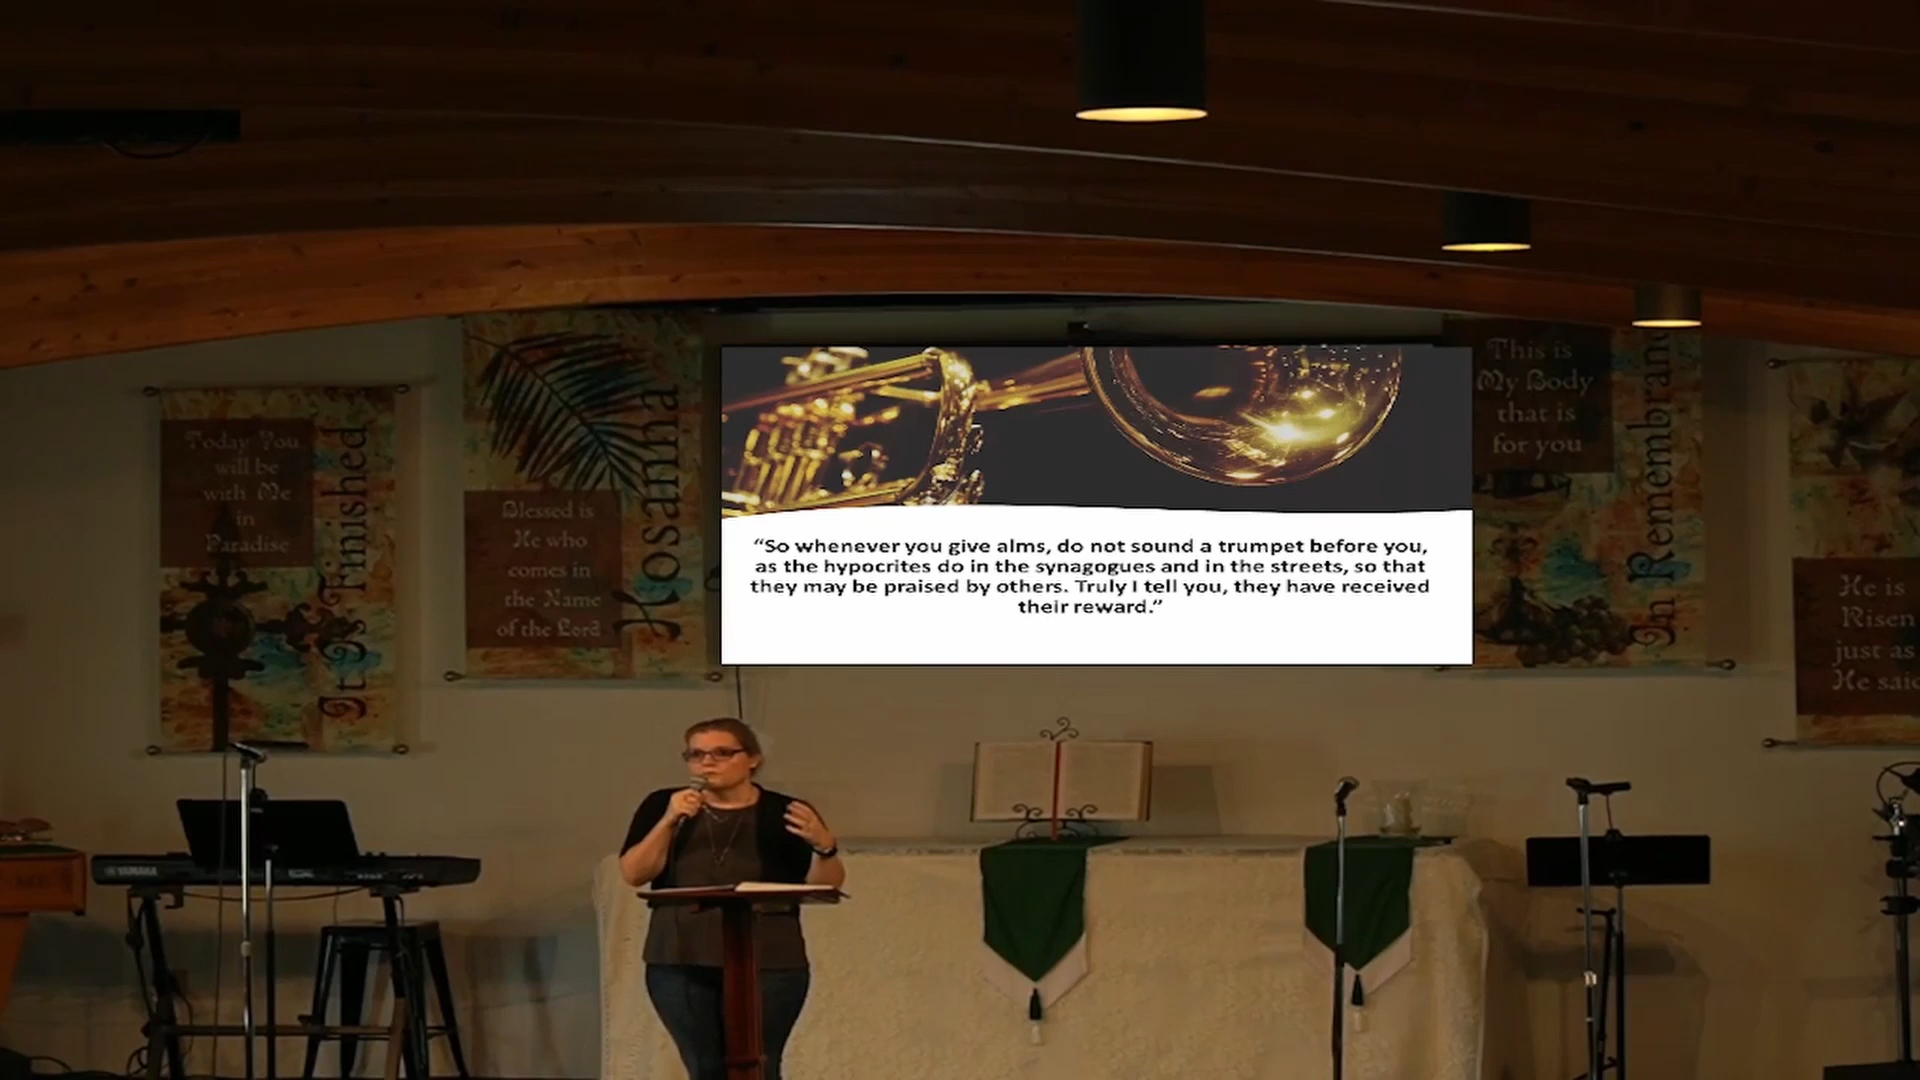 Today You
will be
with Me
in
Paradise
It Is Finished
Blessed is
He who
comes in
the Name
of the Lord
Hosanna
“So whenever you give alms, do not sound a trumpet before you,
as the hypocrites do in the synagogues and in the streets, so that
they may be praised by others. Truly I tell you, they have received
their reward.”
This is
My Body
that is
for you
In Remembranc
He is
Risen
just as
He said
YAMAHA